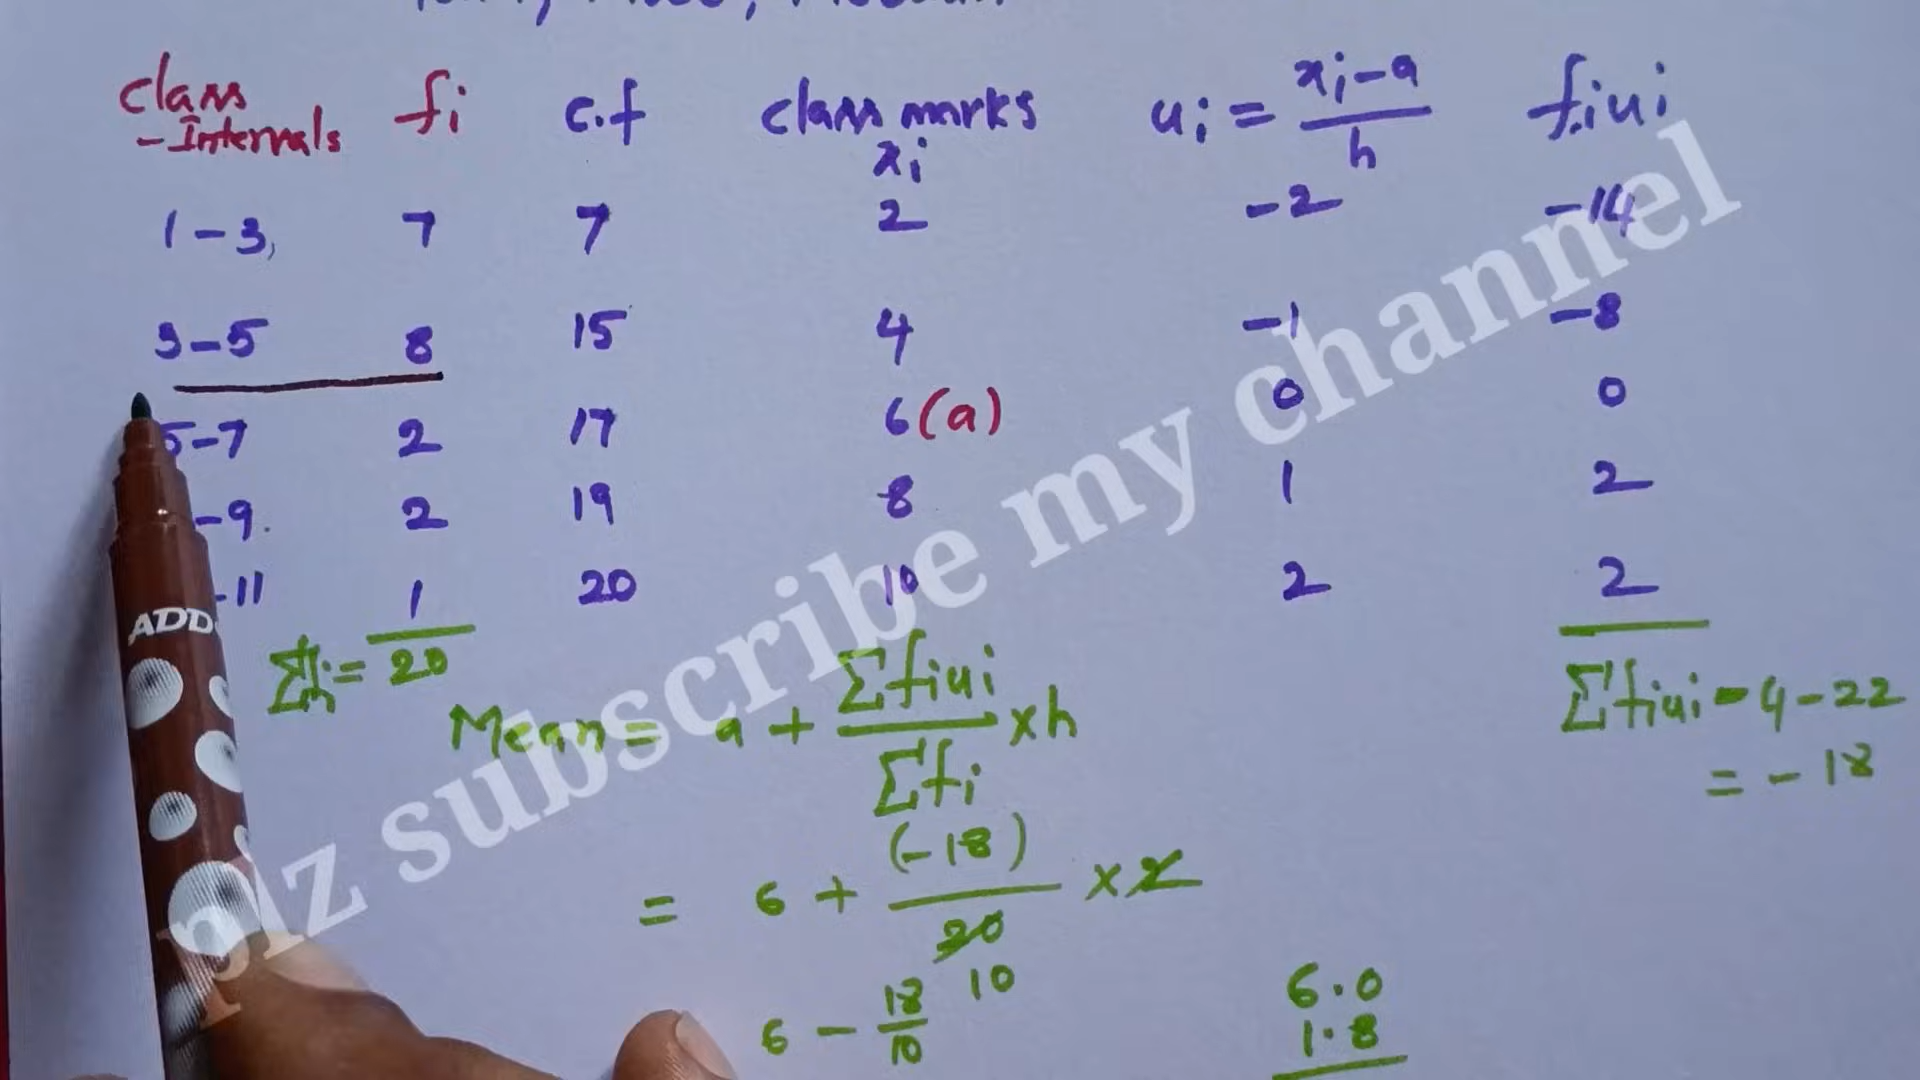 class - Intervals fi c.f class marks xi ui = xi-a / h fiui
1-3, 7 7 2 -2 -14
3-5 8 15 4 -1 -8
5-7 2 17 6(a) 0 0
-9. 2 19 8 1 2
-11 1 20 10 2 2
Σfi = 20
Σfiui = 4-22
= -18
Mean = a + Σfiui / Σfi × h
= 6 + (-18) / 20 × 2
10
6 - 18/10
6.0
1.8
ADD
plz subscribe my channel